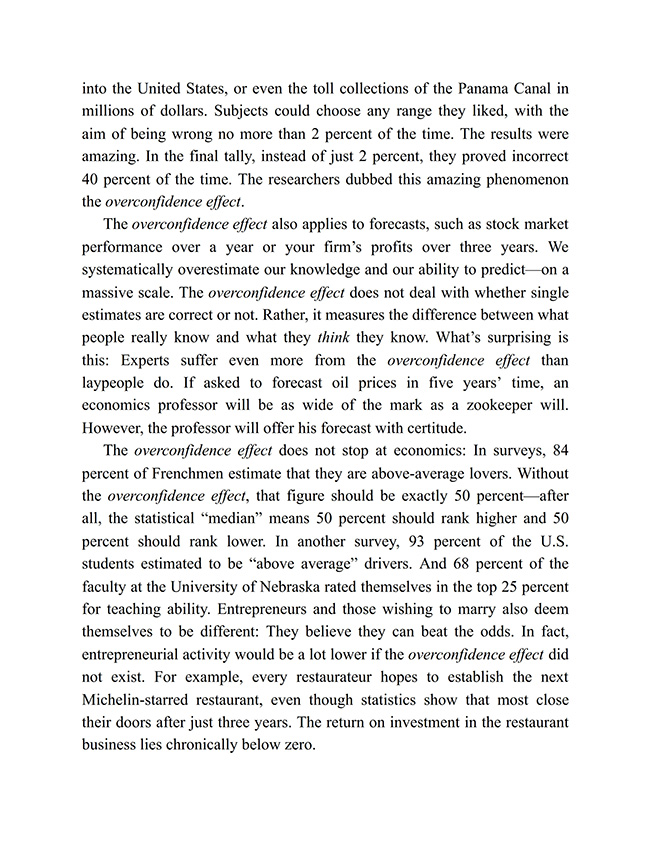 into the United States, or even the toll collections of the Panama Canal in
millions of dollars. Subjects could choose any range they liked, with the
aim of being wrong no more than 2 percent of the time. The results were
amazing. In the final tally, instead of just 2 percent, they proved incorrect
40 percent of the time. The researchers dubbed this amazing phenomenon
the overconfidence effect.
The overconfidence effect also applies to forecasts, such as stock market
performance over a year or your firm’s profits over three years. We
systematically overestimate our knowledge and our ability to predict—on a
massive scale. The overconfidence effect does not deal with whether single
estimates are correct or not. Rather, it measures the difference between what
people really know and what they think they know. What’s surprising is
this: Experts suffer even more from the overconfidence effect than
laypeople do. If asked to forecast oil prices in five years’ time, an
economics professor will be as wide of the mark as a zookeeper will.
However, the professor will offer his forecast with certitude.
The overconfidence effect does not stop at economics: In surveys, 84
percent of Frenchmen estimate that they are above-average lovers. Without
the overconfidence effect, that figure should be exactly 50 percent—after
all, the statistical “median” means 50 percent should rank higher and 50
percent should rank lower. In another survey, 93 percent of the U.S.
students estimated to be “above average” drivers. And 68 percent of the
faculty at the University of Nebraska rated themselves in the top 25 percent
for teaching ability. Entrepreneurs and those wishing to marry also deem
themselves to be different: They believe they can beat the odds. In fact,
entrepreneurial activity would be a lot lower if the overconfidence effect did
not exist. For example, every restaurateur hopes to establish the next
Michelin-starred restaurant, even though statistics show that most close
their doors after just three years. The return on investment in the restaurant
business lies chronically below zero.